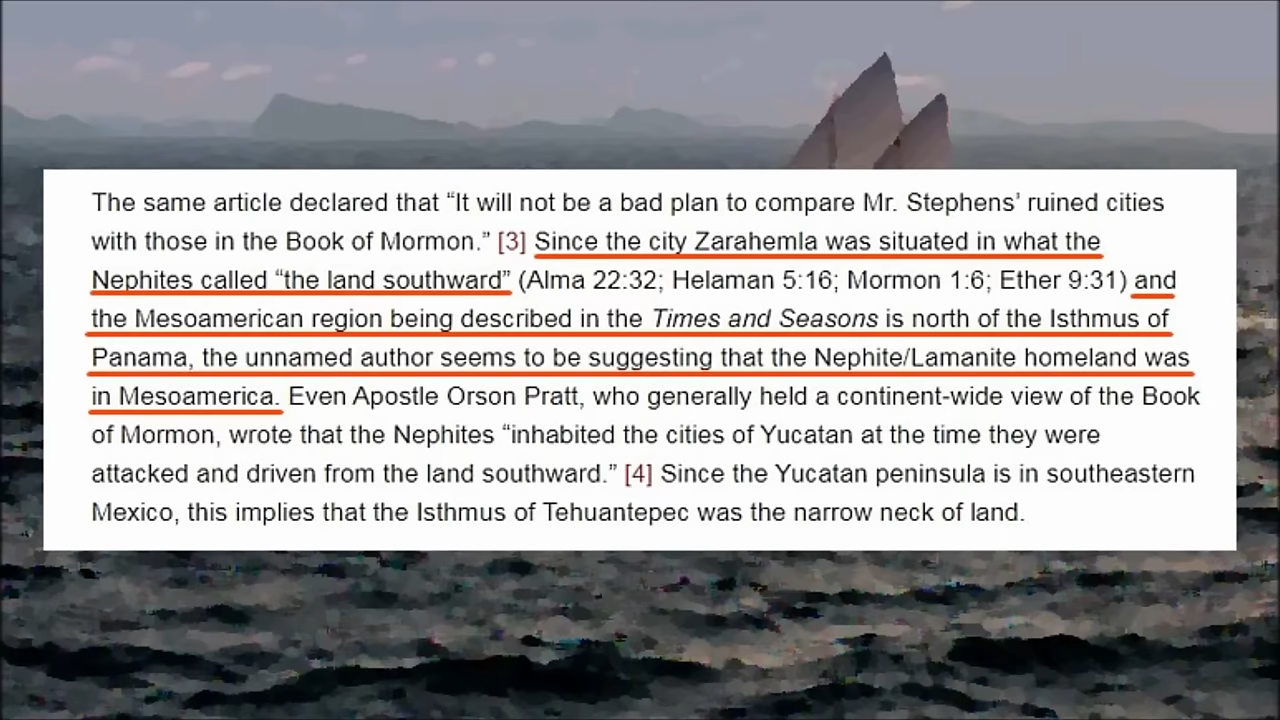 The same article declared that “It will not be a bad plan to compare Mr. Stephens’ ruined cities
with those in the Book of Mormon.” [3] Since the city Zarahemla was situated in what the
Nephites called “the land southward” (Alma 22:32; Helaman 5:16; Mormon 1:6; Ether 9:31) and
the Mesoamerican region being described in the Times and Seasons is north of the Isthmus of
Panama, the unnamed author seems to be suggesting that the Nephite/Lamanite homeland was
in Mesoamerica. Even Apostle Orson Pratt, who generally held a continent-wide view of the Book
of Mormon, wrote that the Nephites “inhabited the cities of Yucatan at the time they were
attacked and driven from the land southward.” [4] Since the Yucatan peninsula is in southeastern
Mexico, this implies that the Isthmus of Tehuantepec was the narrow neck of land.